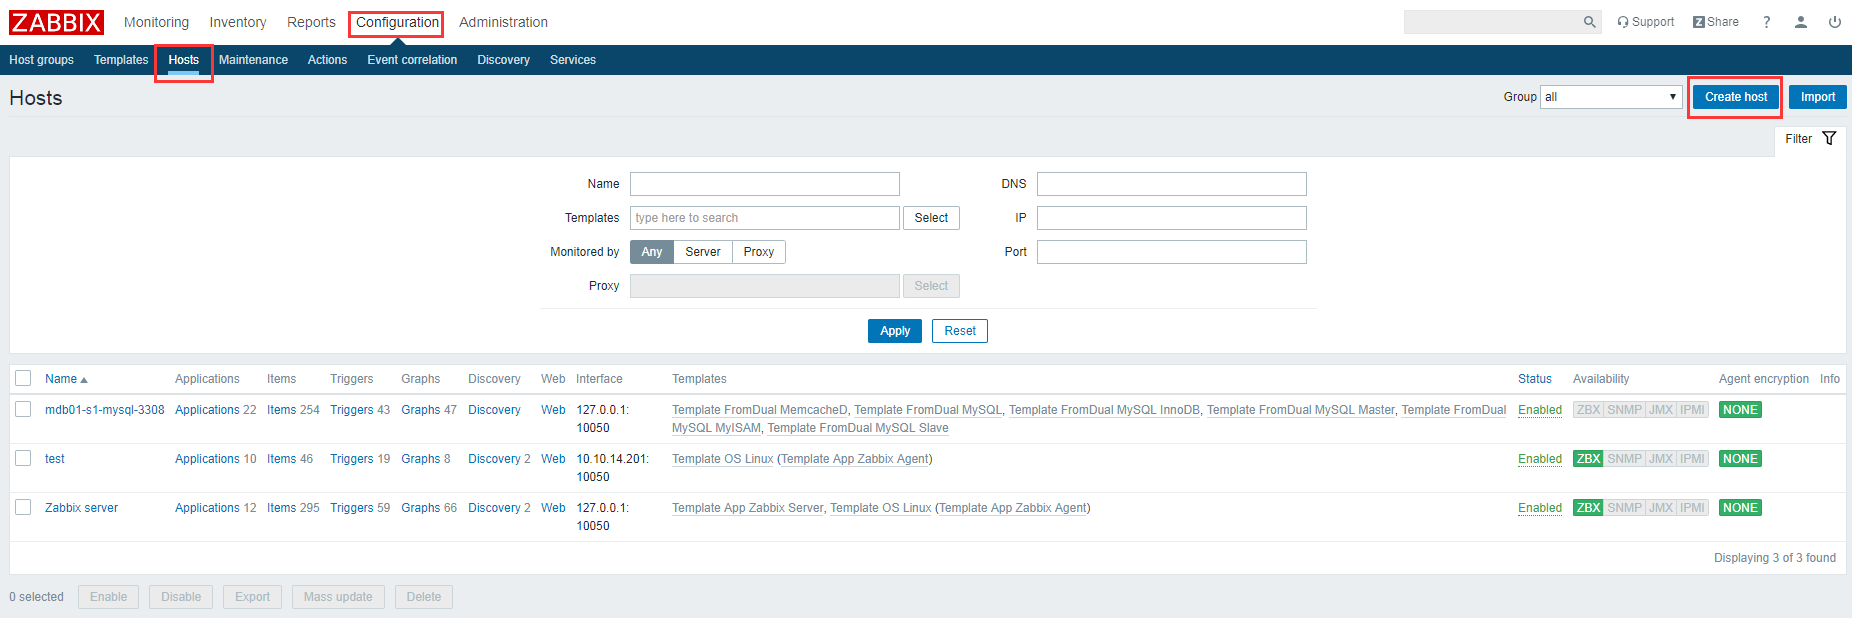 ZABBIX Monitoring Inventory Reports Configuration Administration Support Z Share ?
Host groups Templates Hosts Maintenance Actions Event correlation Discovery Services
Hosts Group all Create host Import
Filter
Name DNS
Templates type here to search Select IP
Monitored by Any Server Proxy Port
Proxy Select
Apply Reset
Name Applications Items Triggers Graphs Discovery Web Interface Templates Status Availability Agent encryption Info
mdb01-s1-mysql-3308 Applications 22 Items 254 Triggers 43 Graphs 47 Discovery Web 127.0.0.1: Template FromDual MemcacheD, Template FromDual MySQL, Template FromDual MySQL InnoDB, Template FromDual MySQL Master, Template FromDual Enabled ZBX SNMP JMX IPMI NONE
10050 MySQL MyISAM, Template FromDual MySQL Slave
test Applications 10 Items 46 Triggers 19 Graphs 8 Discovery 2 Web 10.10.14.201: Template OS Linux (Template App Zabbix Agent) Enabled ZBX SNMP JMX IPMI NONE
10050
Zabbix server Applications 12 Items 295 Triggers 59 Graphs 66 Discovery 2 Web 127.0.0.1: Template App Zabbix Server, Template OS Linux (Template App Zabbix Agent) Enabled ZBX SNMP JMX IPMI NONE
10050
Displaying 3 of 3 found
0 selected Enable Disable Export Mass update Delete